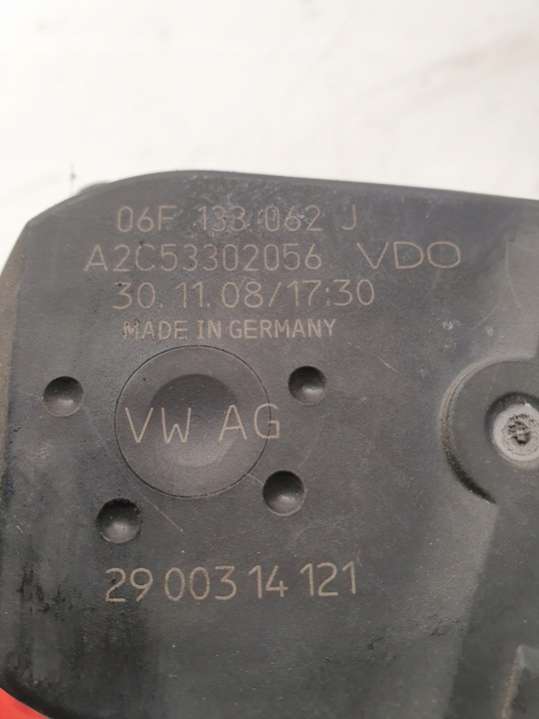 06F 133 062 J
A2C53302056 VDO
30.11.08/17:30
MADE IN GERMANY
VW AG
29 003 14 121